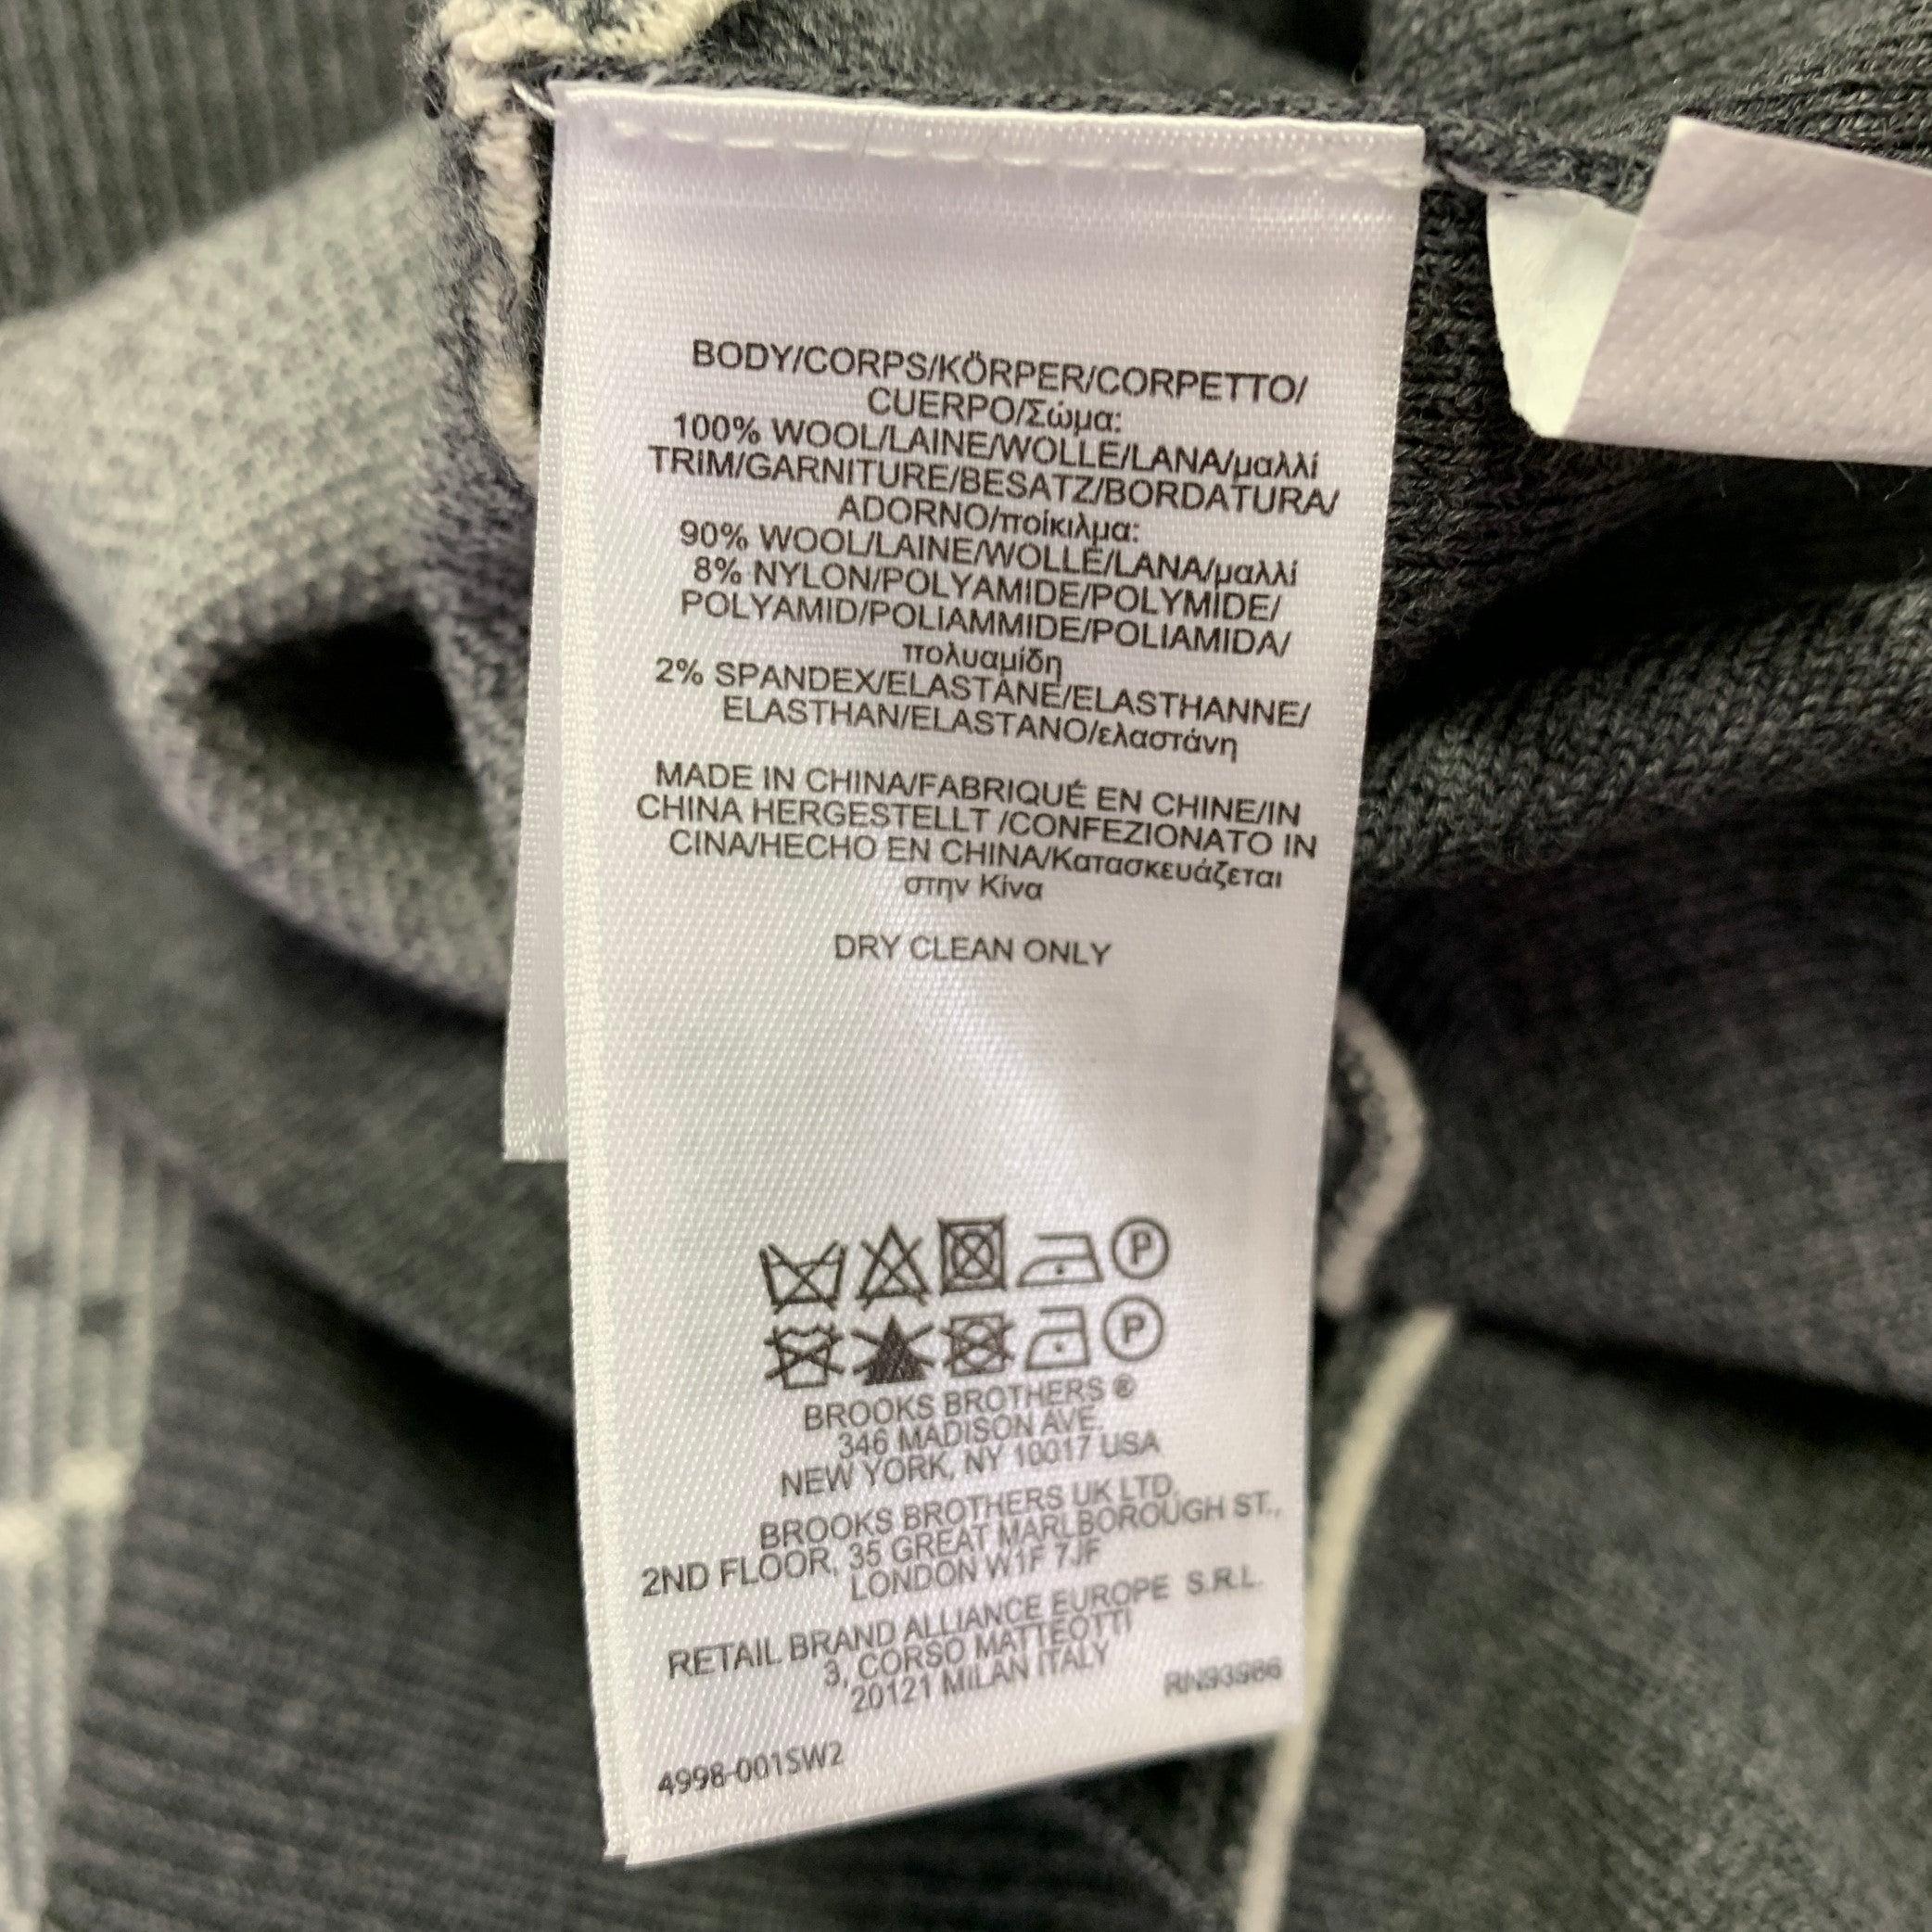 BODY/CORPS/KÖRPER/CORPETTO/
CUERPO/Σώμα:
100% WOOL/LAINE/WOLLE/LANA/μαλλί
TRIM/GARNITURE/BESATZ/BORDATURA/
ADORNO/ποίκιλμα:
90% WOOL/LAINE/WOLLE/LANA/μαλλί
8% NYLON/POLYAMIDE/POLYMIDE/
POLYAMID/POLIAMMIDE/POLIAMIDA/
πολυαμίδη
2% SPANDEX/ELASTANE/ELASTHANNE/
ELASTHAN/ELASTANO/ελαστάνη
MADE IN CHINA/FABRIQUÉ EN CHINE/IN
CHINA HERGESTELLT /CONFEZIONATO IN
CINA/HECHO EN CHINA/Κατασκευάζεται
στην Κίνα
DRY CLEAN ONLY
P
P
BROOKS BROTHERS ®
346 MADISON AVE.
NEW YORK, NY 10017 USA
BROOKS BROTHERS UK LTD.
2ND FLOOR, 35 GREAT MARLBOROUGH ST.,
LONDON W1F 7JF
RETAIL BRAND ALLIANCE EUROPE S.R.L.
3, CORSO MATTEOTTI
20121 MILAN ITALY
RN93986
4998-001SW2